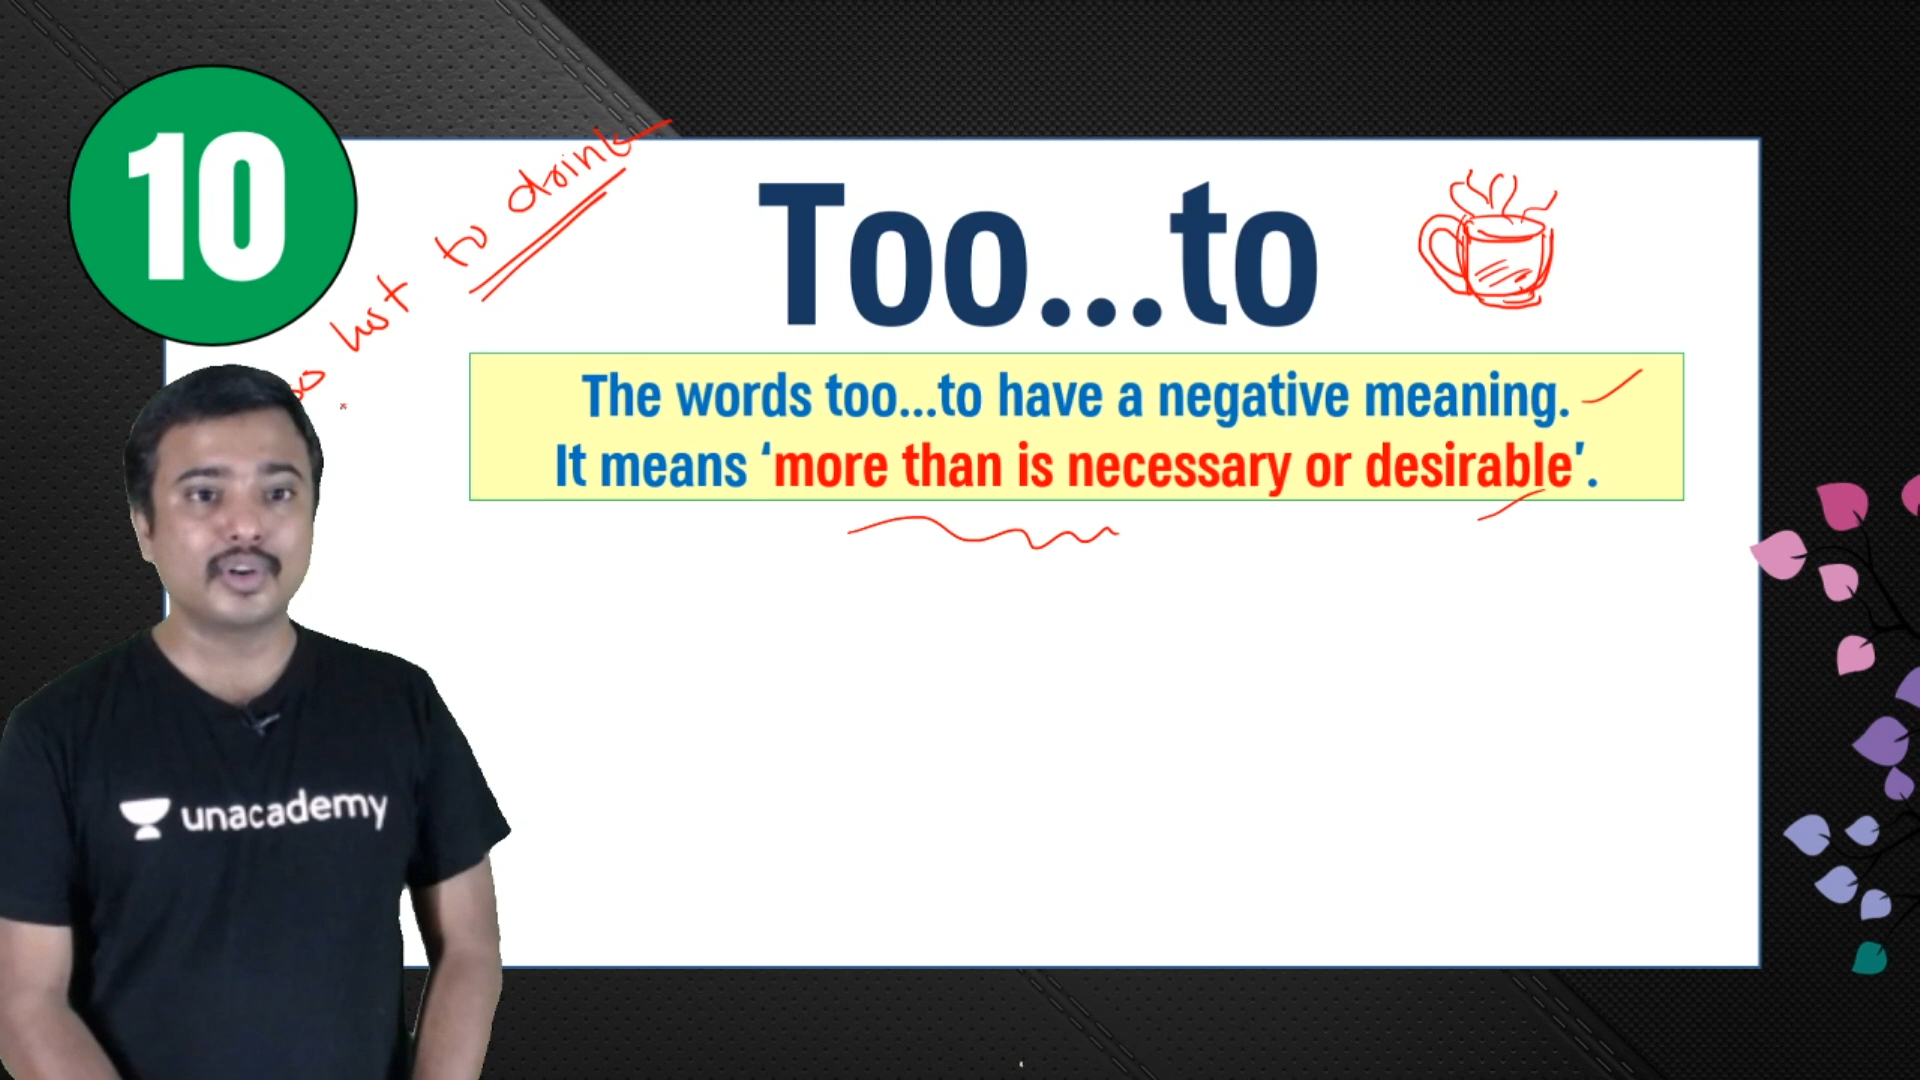 10
Too...to
hot to drink
The words too...to have a negative meaning.
It means ‘more than is necessary or desirable’.
unacademy